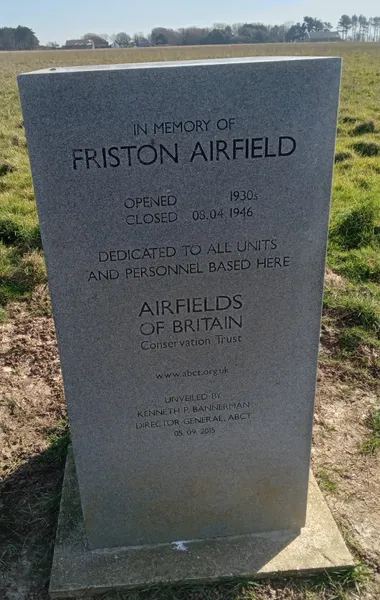 IN MEMORY OF
FRISTON AIRFIELD
OPENED 1930s
CLOSED 08.04 1946
DEDICATED TO ALL UNITS
AND PERSONNEL BASED HERE
AIRFIELDS
OF BRITAIN
Conservation Trust
www.abct.org.uk
UNVEILED BY
KENNETH P. BANNERMAN
DIRECTOR GENERAL, ABCT
05. 09. 2015